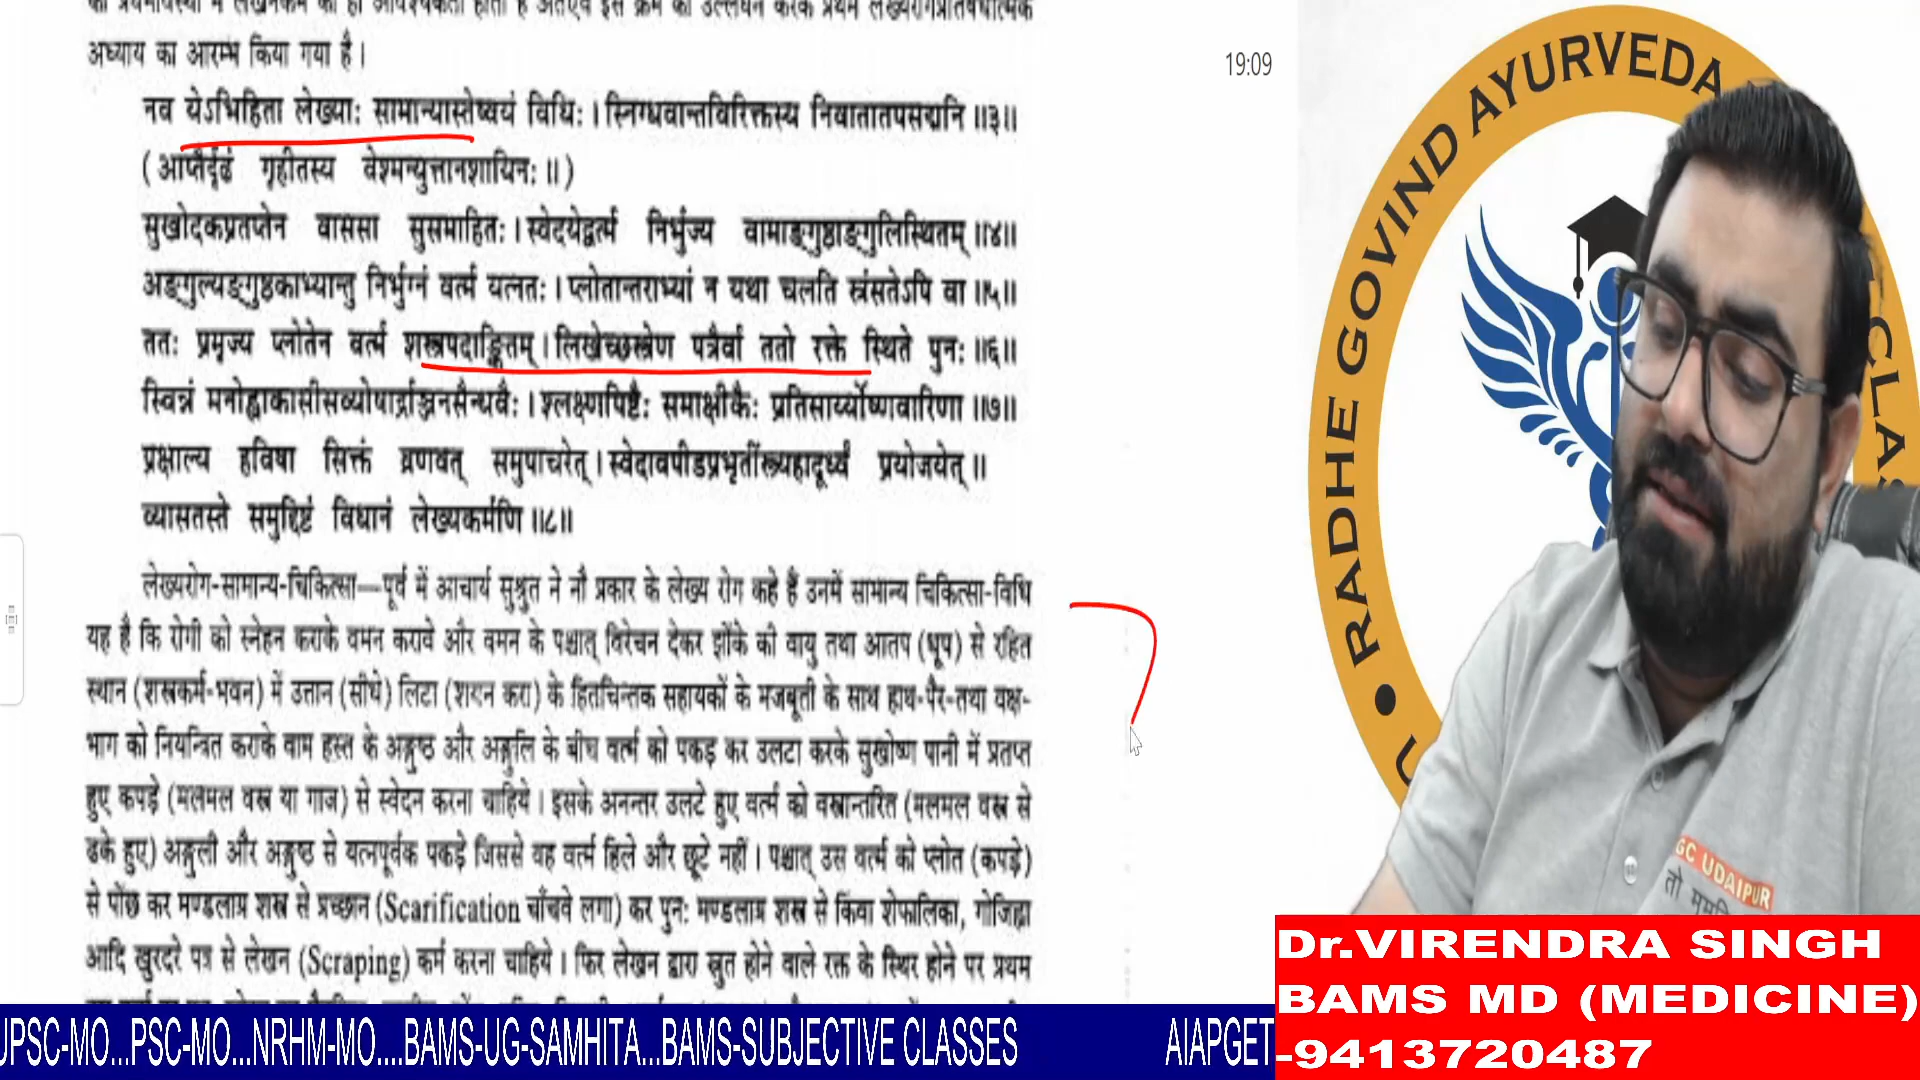 अध्याय का आरम्भ किया गया है।
नव येऽभिहिता लेख्याः सामान्यास्तेष्वयं विधिः। स्निग्धवान्तविरिक्तस्य निवातातपसद्मनि ॥३॥
(आप्तैर्दृढं गृहीतस्य वेश्मन्युत्तानशायिनः॥)
सुखोदकप्रतप्तेन वाससा सुसमाहितः। स्वेदयेद्वर्त्म निर्भुज्य वामाङ्गुष्ठाङ्गुलिस्थितम् ॥४॥
अङ्गुल्यङ्गुष्ठकाभ्यान्तु निर्भुग्नं वर्त्म यत्नतः। प्लोतान्तराभ्यां न यथा चलति स्रंसतेऽपि वा ॥५॥
ततः प्रमृज्य प्लोतेन वर्त्म शस्त्रपदाङ्कितम्। लिखेच्छस्त्रेण पत्रैर्वा ततो रक्ते स्थिते पुनः ॥६॥
स्विन्नं मनोह्वाकासीसव्योषार्द्राञ्जनसैन्धवैः। श्लक्ष्णपिष्टैः समाक्षीकैः प्रतिसार्य्योष्णवारिणा ॥७॥
प्रक्षाल्य हविषा सिक्तं व्रणवत् समुपाचरेत्। स्वेदावपीडप्रभृतींस्त्र्यहादूर्ध्वं प्रयोजयेत्॥
व्यासतस्ते समुद्दिष्टं विधानं लेख्यकर्मणि ॥८॥
लेख्यरोग-सामान्य-चिकित्सा—पूर्व में आचार्य सुश्रुत ने नौ प्रकार के लेख्य रोग कहे हैं उनमें सामान्य चिकित्सा-विधि
यह है कि रोगी को स्नेहन कराके वमन करावे और वमन के पश्चात् विरेचन देकर झोंके की वायु तथा आतप (धूप) से रहित
स्थान (शस्त्रकर्म-भवन) में उत्तान (सीधे) लिटा (शयन करा) के हितचिन्तक सहायकों के मजबूती के साथ हाथ-पैर-तथा यक्ष-
भाग को नियन्त्रित कराके वाम हस्त के अङ्गुष्ठ और अङ्गुलि के बीच वर्त्म को पकड़ कर उलटा करके सुखोष्ण पानी में प्रतप्त
हुए कपड़े (मलमल वस्त्र या गाज) से स्वेदन करना चाहिये। इसके अनन्तर उलटे हुए वर्त्म को वस्त्रान्तरित (मलमल वस्त्र से
ढके हुए) अङ्गुली और अङ्गुष्ठ से यत्नपूर्वक पकड़े जिससे वह वर्त्म हिले और छूटे नहीं। पश्चात् उस वर्त्म को प्लोत (कपड़े)
से पोंछ कर मण्डलाग्र शस्त्र से प्रच्छान (Scarification चाँचवे लगा) कर पुनः मण्डलाग्र शस्त्र से किंवा शेफालिका, गोजिह्वा
आदि खुरदरे पत्र से लेखन (Scraping) कर्म करना चाहिये। फिर लेखन द्वारा स्रुत होने वाले रक्त के स्थिर होने पर प्रथम
19:09
RADHE GOVIND AYURVEDA CLAS
GC UDAIPUR
Dr.VIRENDRA SINGH
BAMS MD (MEDICINE)
-9413720487
UPSC-MO...PSC-MO...NRHM-MO....BAMS-UG-SAMHITA...BAMS-SUBJECTIVE CLASSES AIAPGET